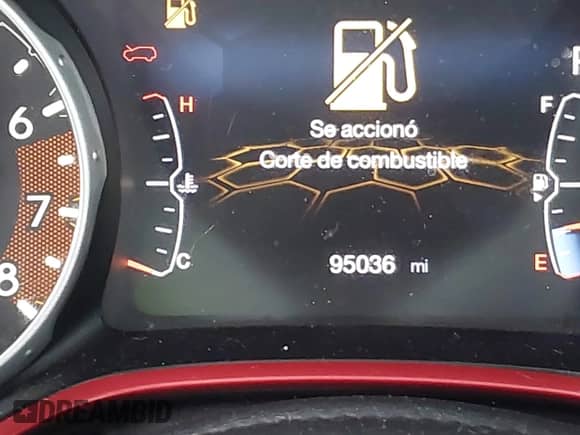 H
F
6
Se accionó
Corte de combustible
7
8
C
95036 mi
E
DREAMBID